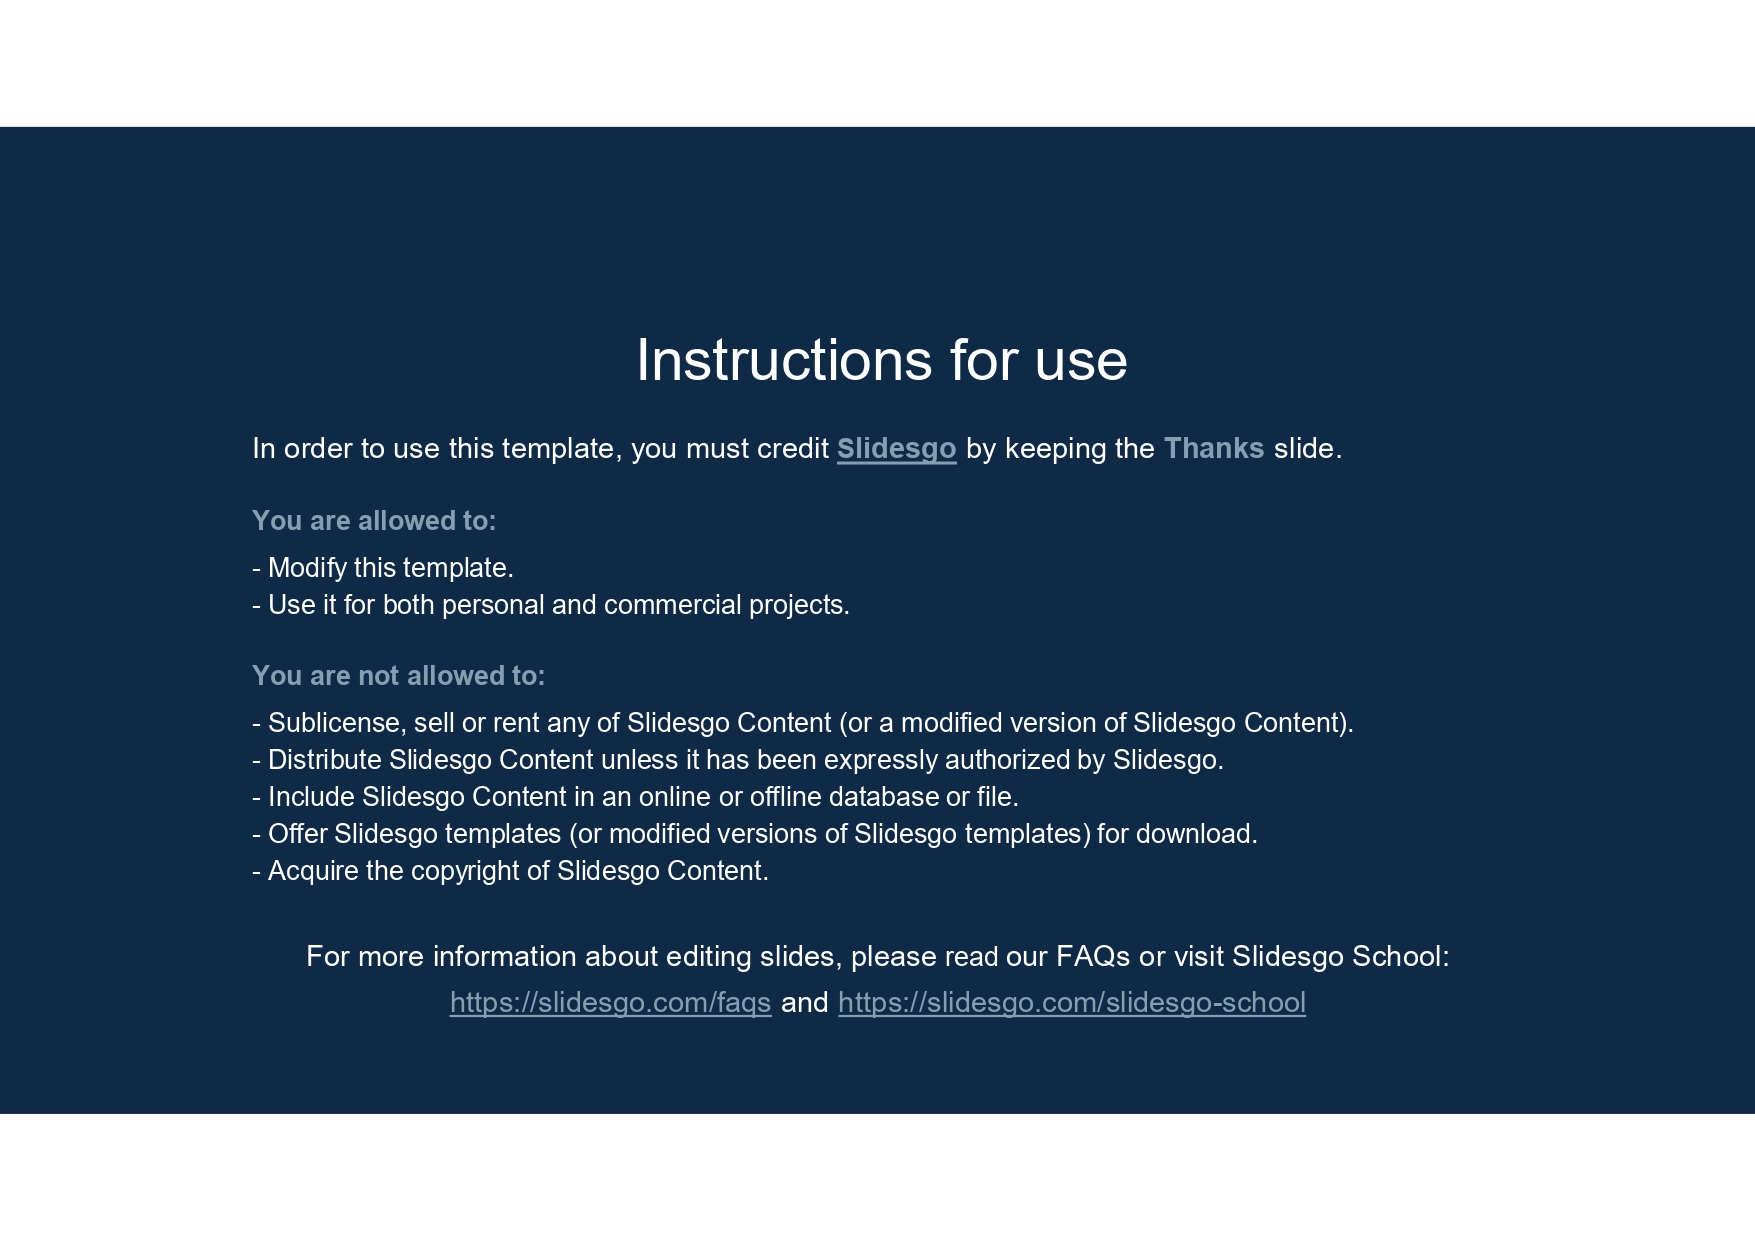 Instructions for use
In order to use this template, you must credit Slidesgo by keeping the Thanks slide.
You are allowed to:
- Modify this template.
- Use it for both personal and commercial projects.
You are not allowed to:
- Sublicense, sell or rent any of Slidesgo Content (or a modified version of Slidesgo Content).
- Distribute Slidesgo Content unless it has been expressly authorized by Slidesgo.
- Include Slidesgo Content in an online or offline database or file.
- Offer Slidesgo templates (or modified versions of Slidesgo templates) for download.
- Acquire the copyright of Slidesgo Content.
For more information about editing slides, please read our FAQs or visit Slidesgo School:
https://slidesgo.com/faqs and https://slidesgo.com/slidesgo-school